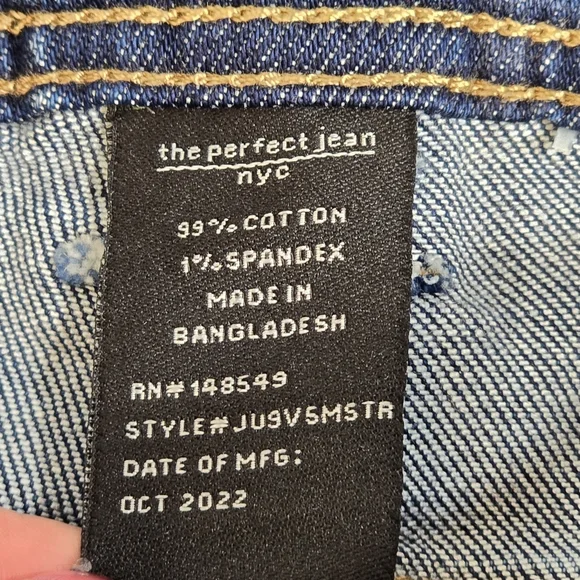 the perfect jean
nyc
99% COTTON
1% SPANDEX
MADE IN
BANGLADESH
RN#148549
STYLE#JU9V5MSTR
DATE OF MFG:
OCT 2022